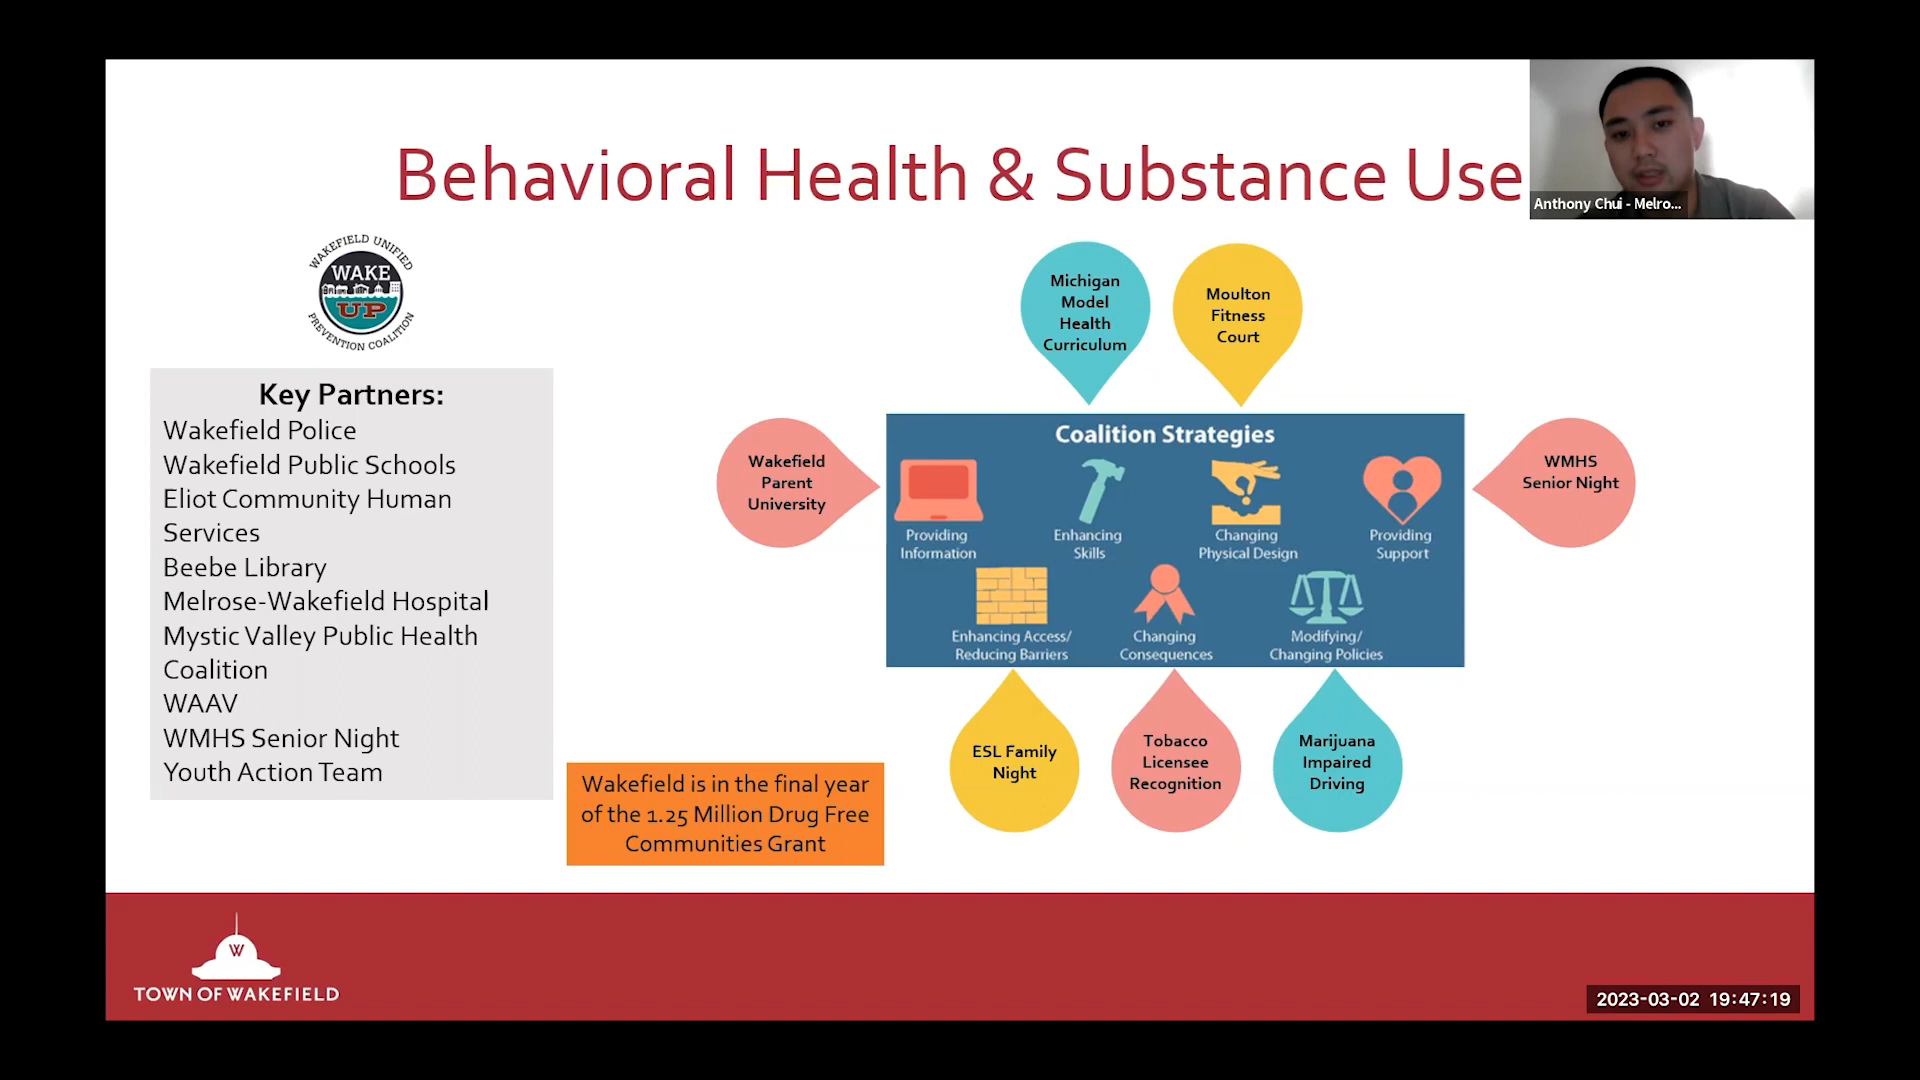 Behavioral Health & Substance Use
Anthony Chui - Melro...
WAKEFIELD UNIFIED
WAKE
UP
PREVENTION COALITION
Key Partners:
Wakefield Police
Wakefield Public Schools
Eliot Community Human
Services
Beebe Library
Melrose-Wakefield Hospital
Mystic Valley Public Health
Coalition
WAAV
WMHS Senior Night
Youth Action Team
Wakefield is in the final year
of the 1.25 Million Drug Free
Communities Grant
Michigan
Model
Health
Curriculum
Moulton
Fitness
Court
Wakefield
Parent
University
Coalition Strategies
Providing
Information
Enhancing
Skills
Changing
Physical Design
Providing
Support
Enhancing Access/
Reducing Barriers
Changing
Consequences
Modifying/
Changing Policies
WMHS
Senior Night
ESL Family
Night
Tobacco
Licensee
Recognition
Marijuana
Impaired
Driving
W
TOWN OF WAKEFIELD
2023-03-02 19:47:19